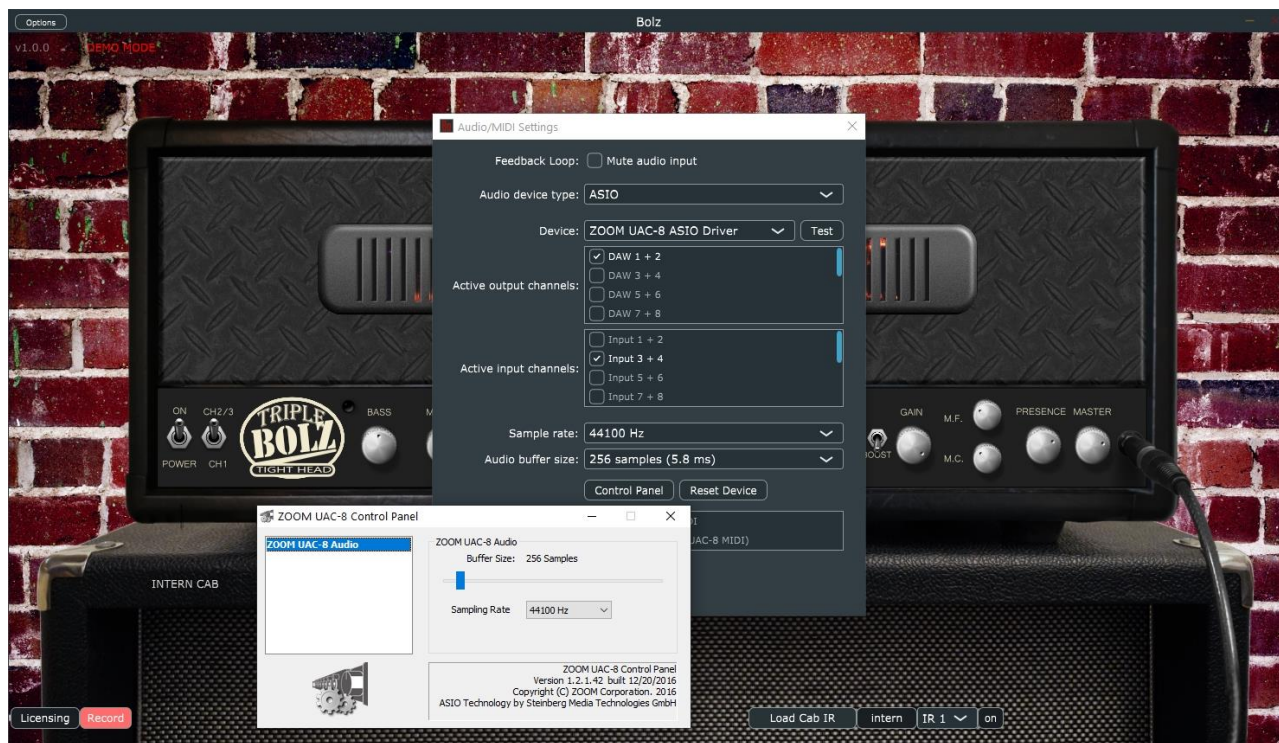 Options
Bolz
v1.0.0
DEMO MODE
Audio/MIDI Settings
Feedback Loop: Mute audio input
Audio device type: ASIO
Device: ZOOM UAC-8 ASIO Driver Test
Active output channels:
DAW 1 + 2
DAW 3 + 4
DAW 5 + 6
DAW 7 + 8
Active input channels:
Input 1 + 2
Input 3 + 4
Input 5 + 6
Input 7 + 8
Sample rate: 44100 Hz
Audio buffer size: 256 samples (5.8 ms)
Control Panel Reset Device
UAC-8 MIDI)
ON CH2/3
POWER CH1
TRIPLE
BOLZ
TIGHT HEAD
BASS
GAIN
M.F.
M.C.
PRESENCE MASTER
INTERN CAB
ZOOM UAC-8 Control Panel
ZOOM UAC-8 Audio
ZOOM UAC-8 Audio
Buffer Size: 256 Samples
Sampling Rate 44100 Hz
ZOOM UAC-8 Control Panel
Version 1.2.1.42 built 12/20/2016
Copyright (C) ZOOM Corporation. 2016
ASIO Technology by Steinberg Media Technologies GmbH
Licensing Record
Load Cab IR intern IR 1 on